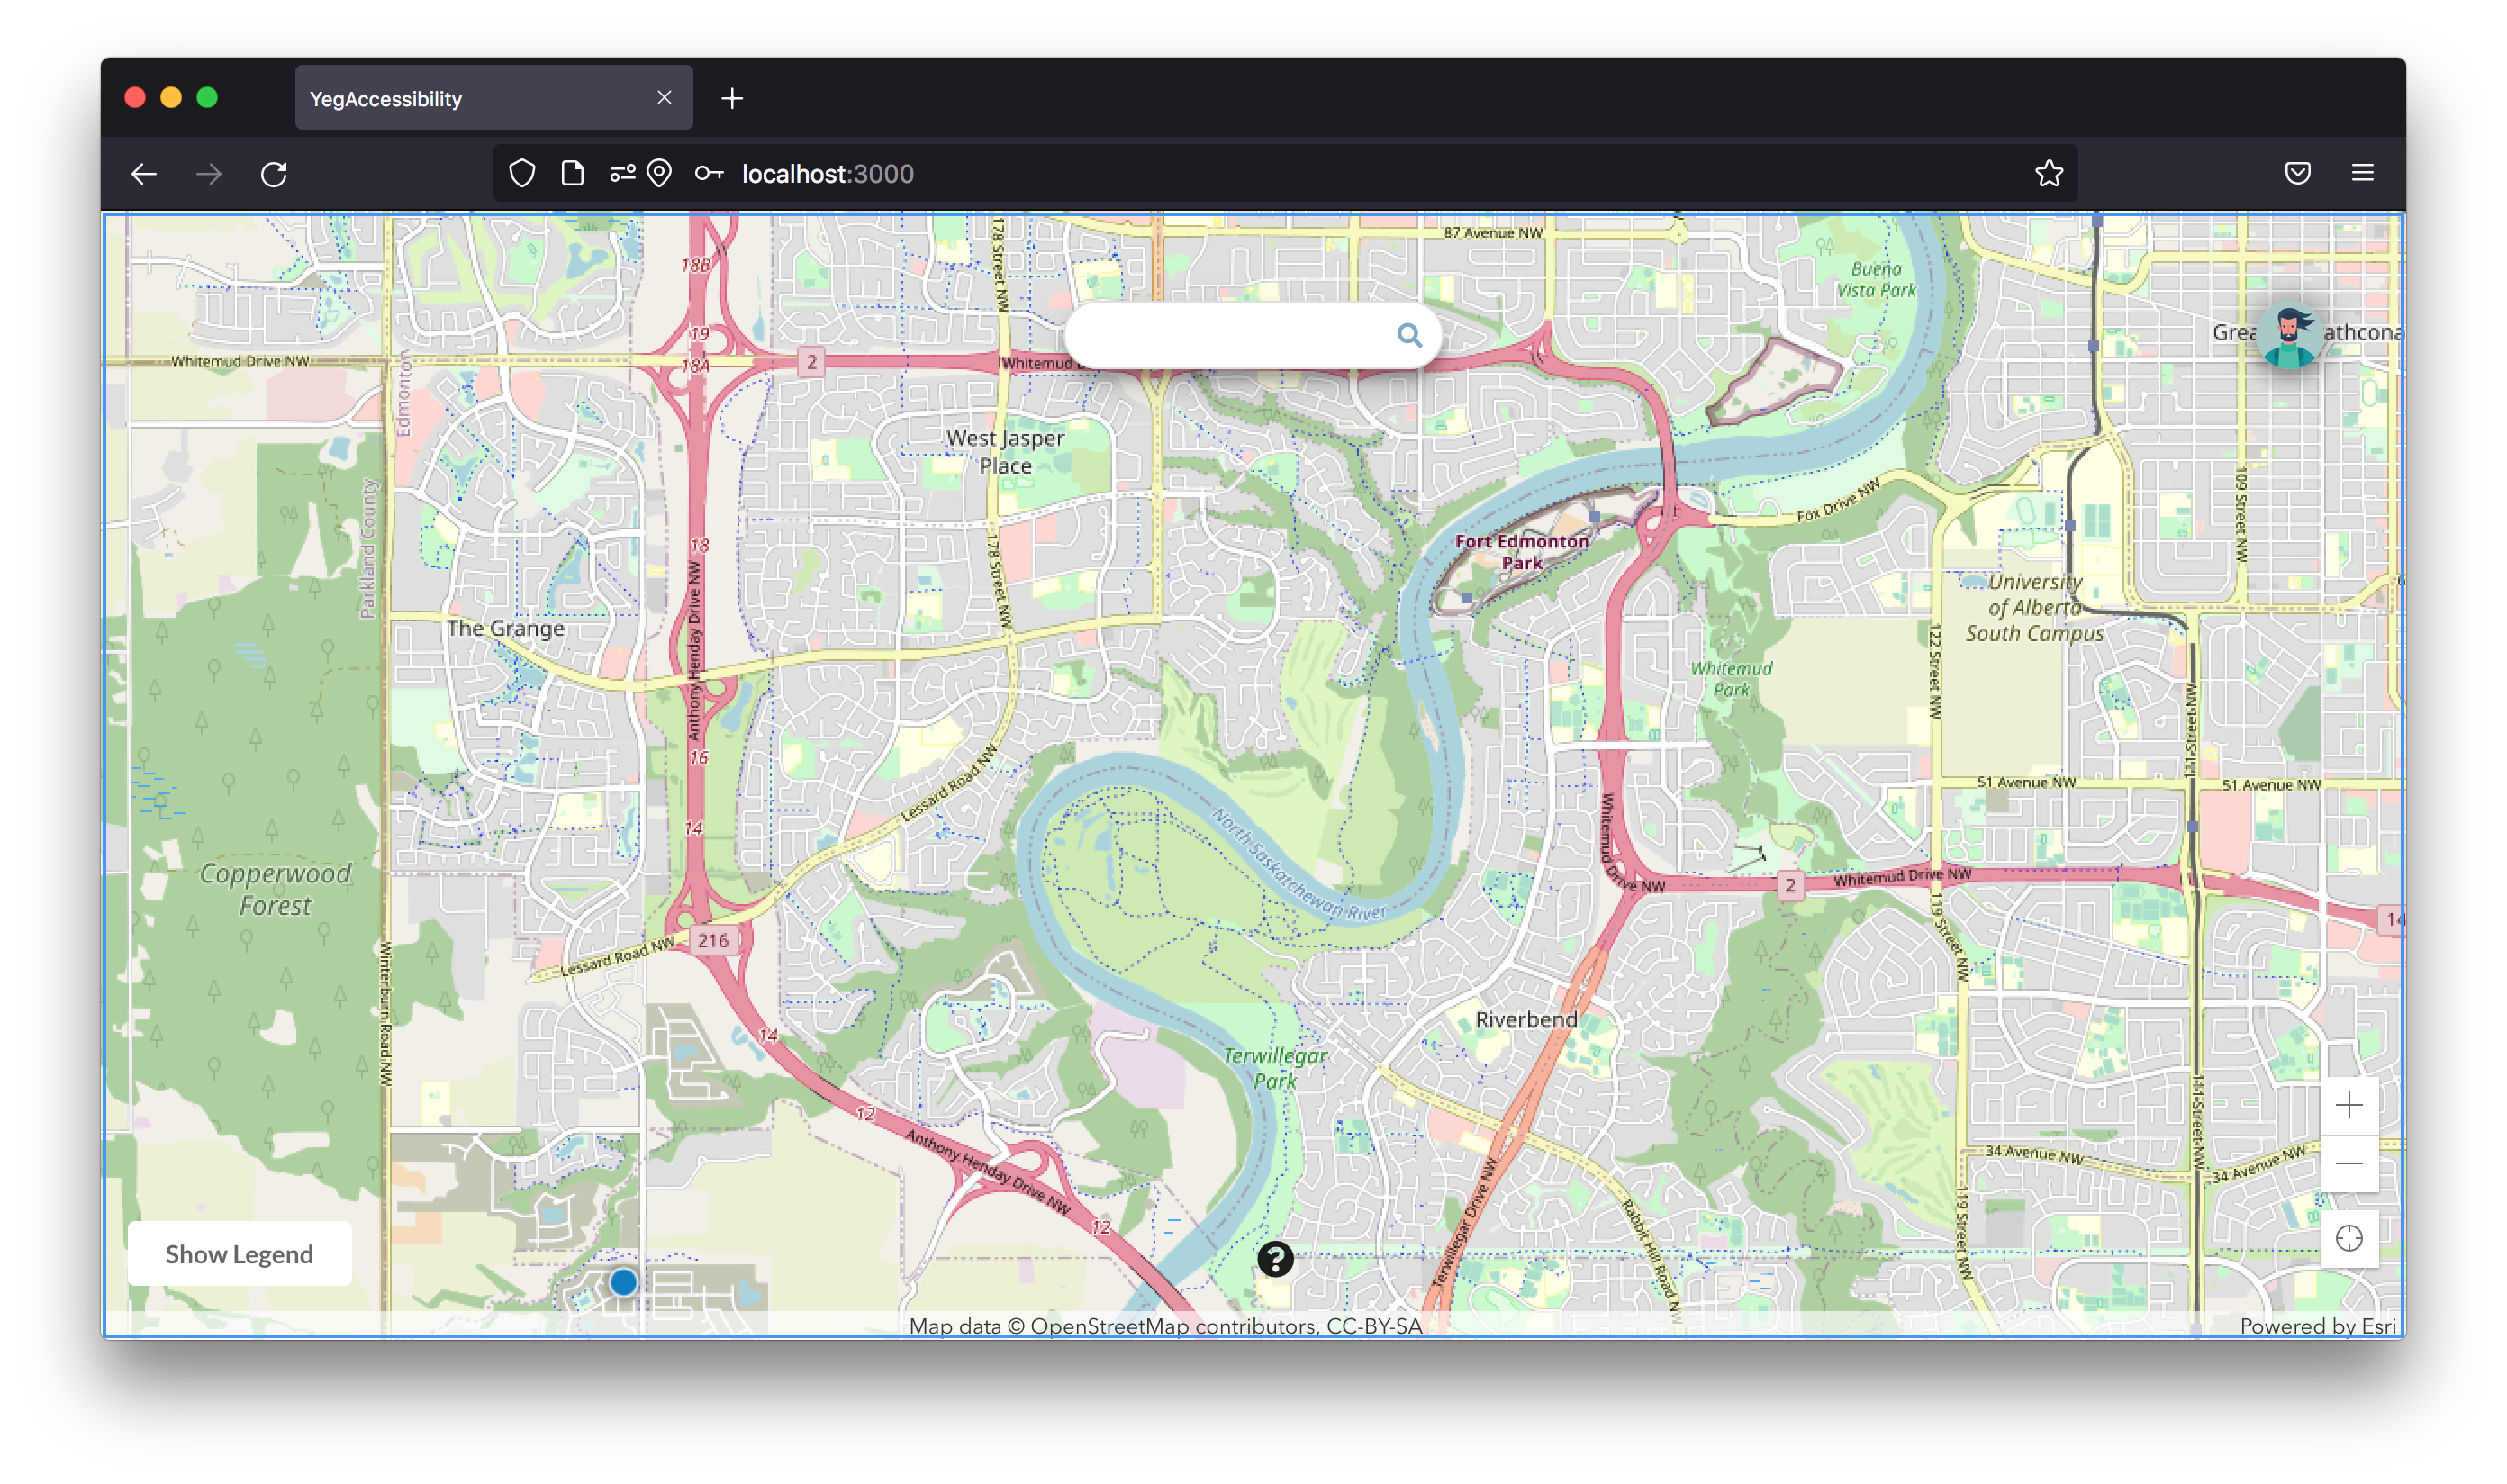 YegAccessibility
localhost:3000
87 Avenue NW
178 Street NW
18B
Buena
Vista Park
19
18A
Whitemud Drive NW
2
Whitemud
Edmonton
West Jasper
Place
Parkland County
18
178 Street NW
Fox Drive NW
109 Street NW
Fort Edmonton
Park
University
of Alberta
South Campus
The Grange
Anthony Henday Drive NW
122 Street NW
Whitemud
Park
16
Lessard Road NW
111 Street NW
51 Avenue NW
51 Avenue NW
14
North Saskatchewan River
Whitemud Drive NW
2
Whitemud Drive NW
Copperwood
Forest
119 Street NW
14
216
Lessard Road NW
Winterburn Road NW
14
Riverbend
Terwillegar
Park
12
Anthony Henday Drive NW
12
111 Street NW
34 Avenue NW
34 Avenue NW
Terwillegar Drive NW
Rabbit Hill Road NW
119 Street NW
Show Legend
?
Map data © OpenStreetMap contributors, CC-BY-SA
Powered by Esri